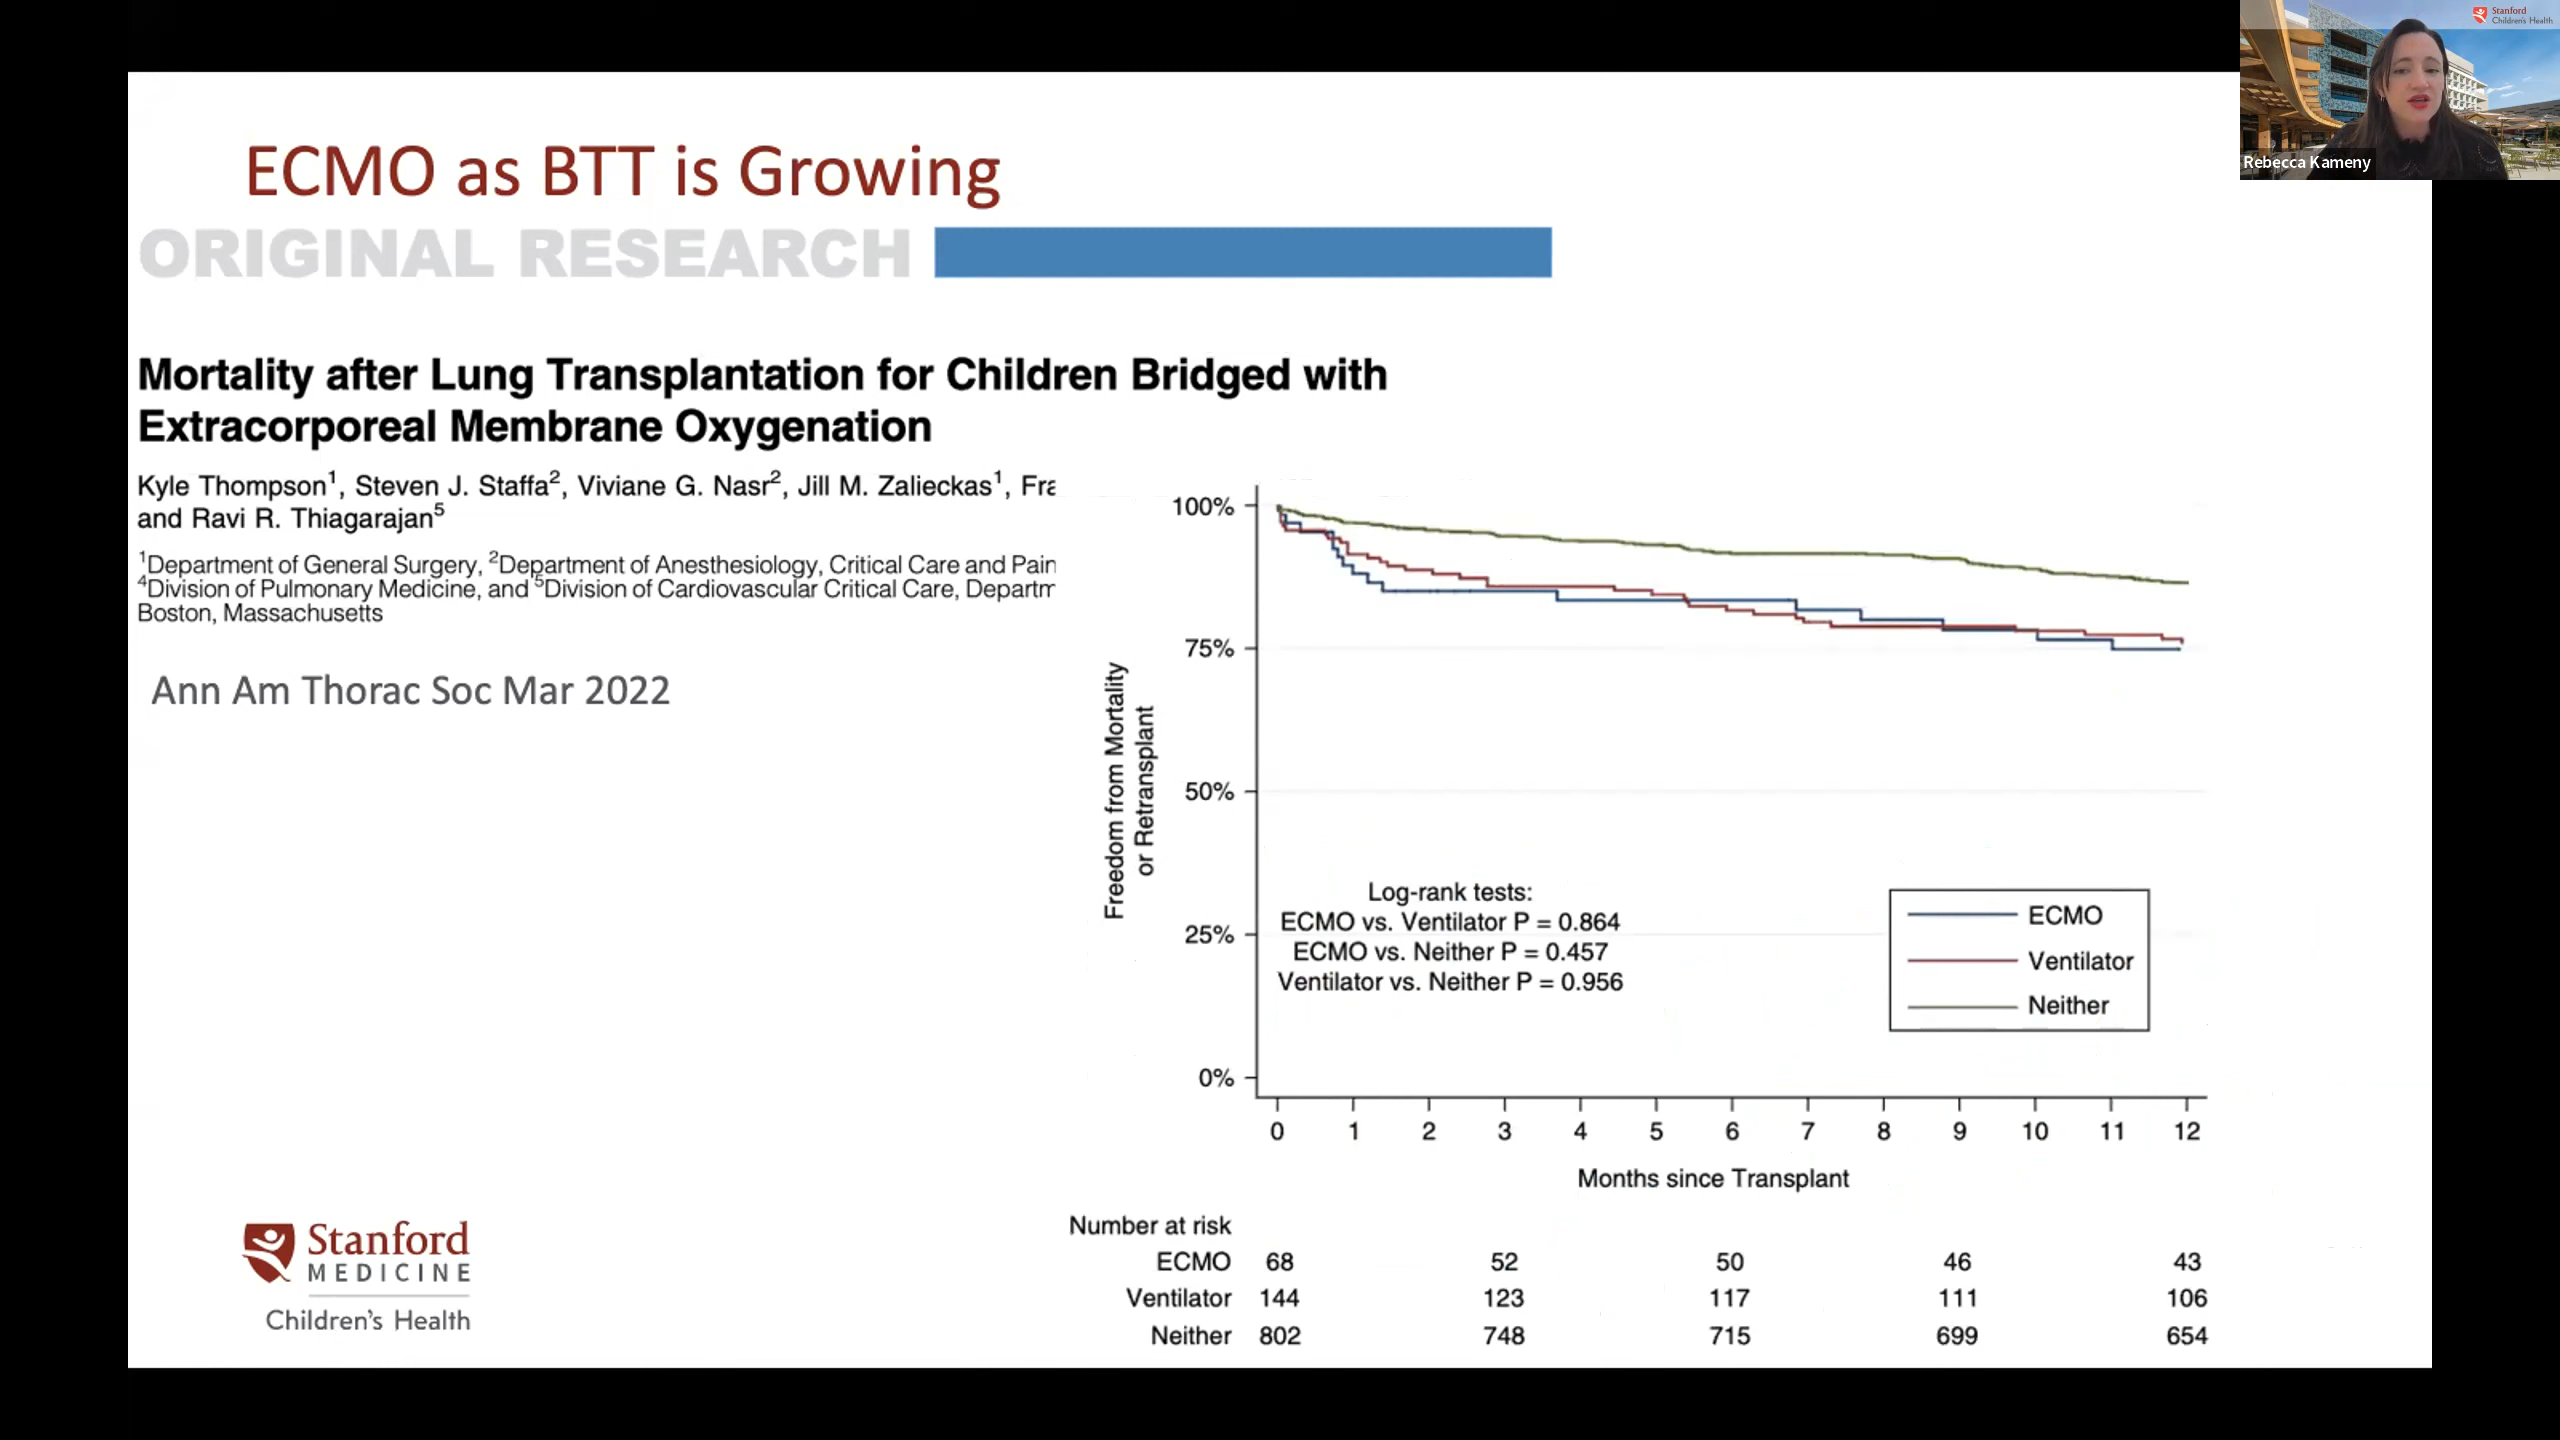 Stanford
Children's Health
Rebecca Kameny
ECMO as BTT is Growing
ORIGINAL RESEARCH
Mortality after Lung Transplantation for Children Bridged with
Extracorporeal Membrane Oxygenation
Kyle Thompson1, Steven J. Staffa2, Viviane G. Nasr2, Jill M. Zalieckas1, Fra
and Ravi R. Thiagarajan5
1Department of General Surgery, 2Department of Anesthesiology, Critical Care and Pain
4Division of Pulmonary Medicine, and 5Division of Cardiovascular Critical Care, Departm
Boston, Massachusetts
Ann Am Thorac Soc Mar 2022
Freedom from Mortality
or Retransplant
100%
75%
50%
25%
0%
Log-rank tests:
ECMO vs. Ventilator P = 0.864
ECMO vs. Neither P = 0.457
Ventilator vs. Neither P = 0.956
ECMO
Ventilator
Neither
0 1 2 3 4 5 6 7 8 9 10 11 12
Months since Transplant
Number at risk
ECMO 68 52 50 46 43
Ventilator 144 123 117 111 106
Neither 802 748 715 699 654
Stanford
MEDICINE
Children's Health